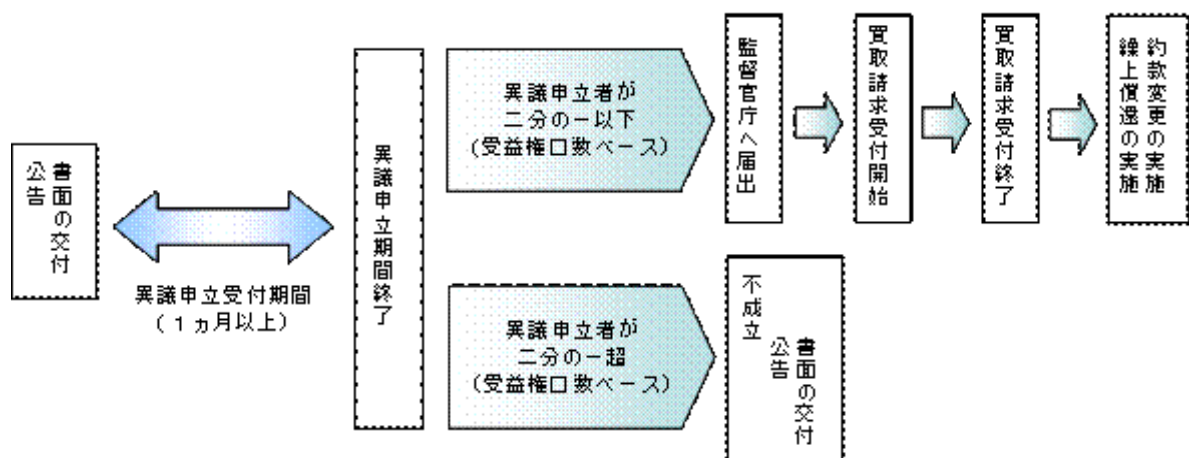 書面の交付
公告
異議申立受付期間
（１ヵ月以上）
異議申立期間終了
異議申立者が
二分の一以下
（受益権口数ベース）
監督官庁へ届出
買取請求受付開始
買取請求受付終了
約款変更の実施
繰上償還の実施
異議申立者が
二分の一超
（受益権口数ベース）
不成立
書面の交付
公告